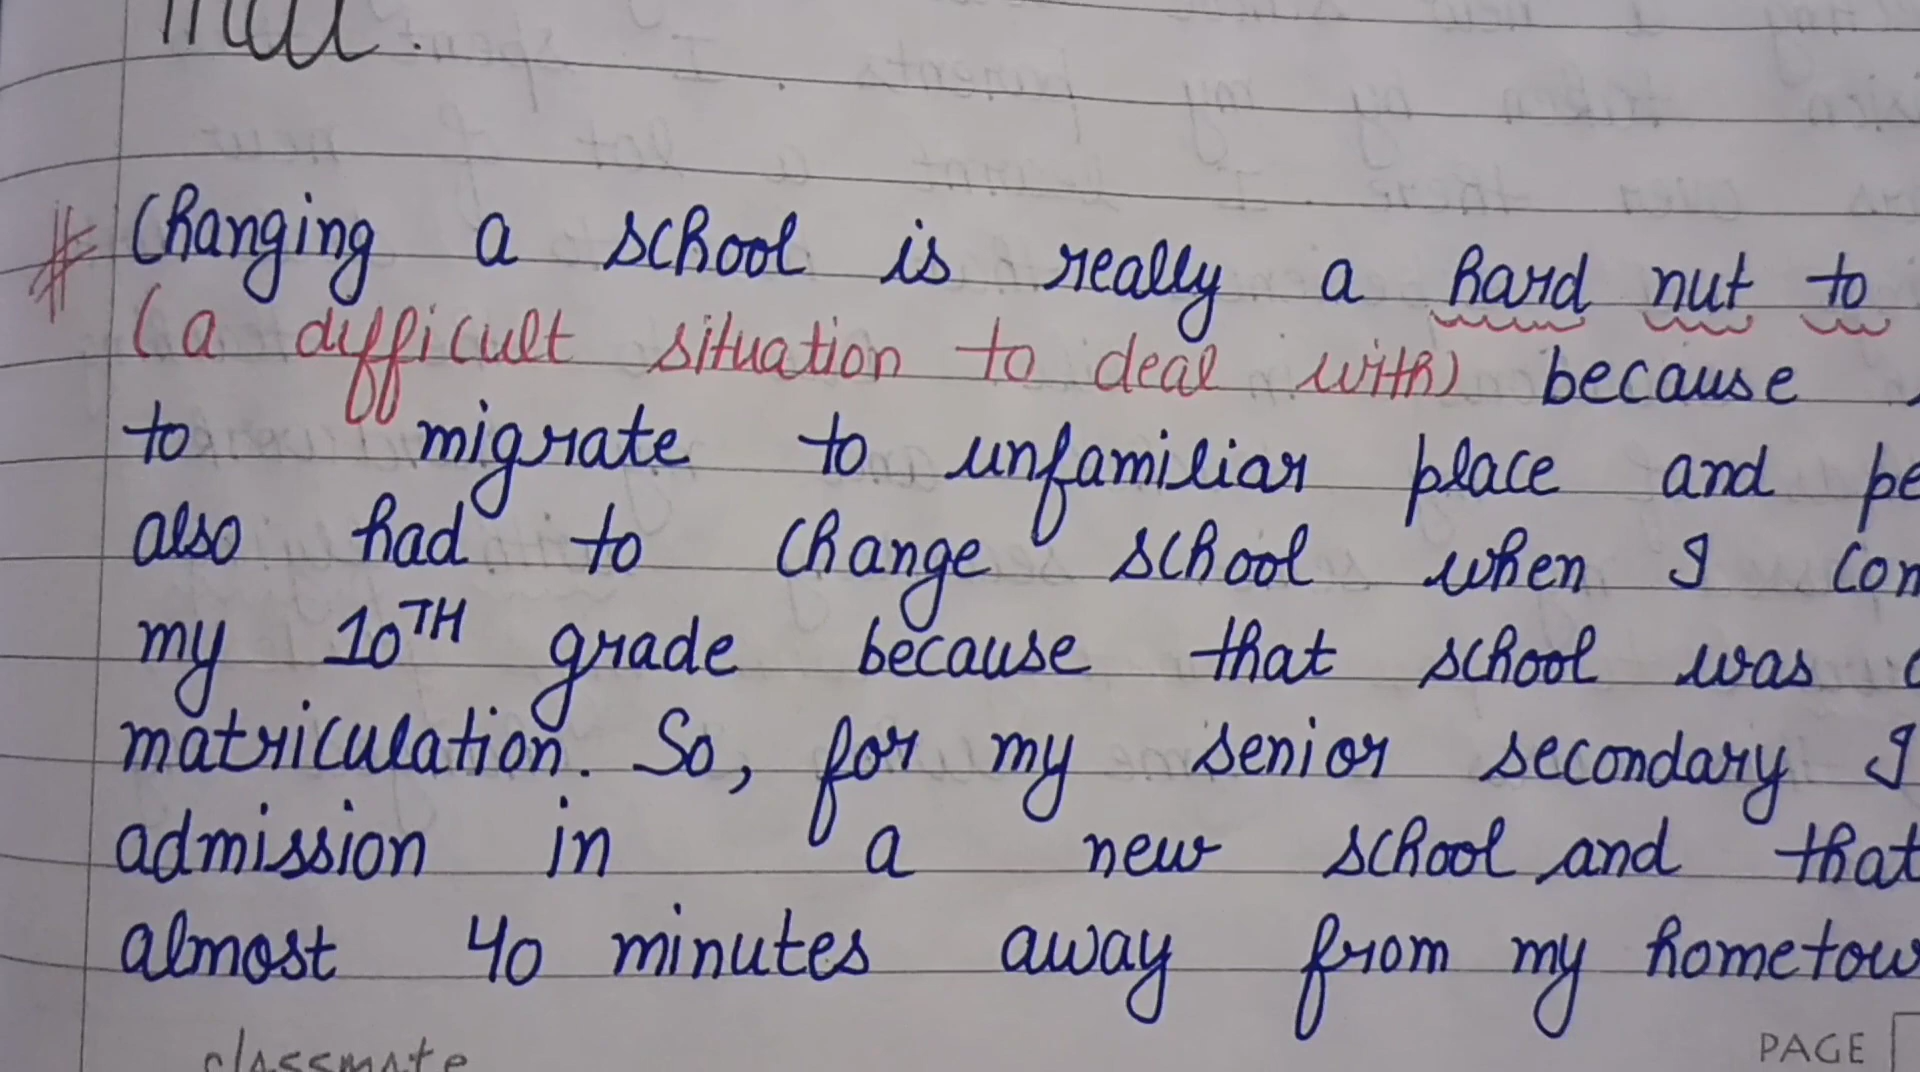 # Changing a school is really a hard nut to
(a difficult situation to deal with) because
to migrate to unfamiliar place and
also had to change school when I
my 10TH grade because that school was
matriculation. So, for my senior secondary I
admission in a new school and that
almost 40 minutes away from my
classmate
PAGE